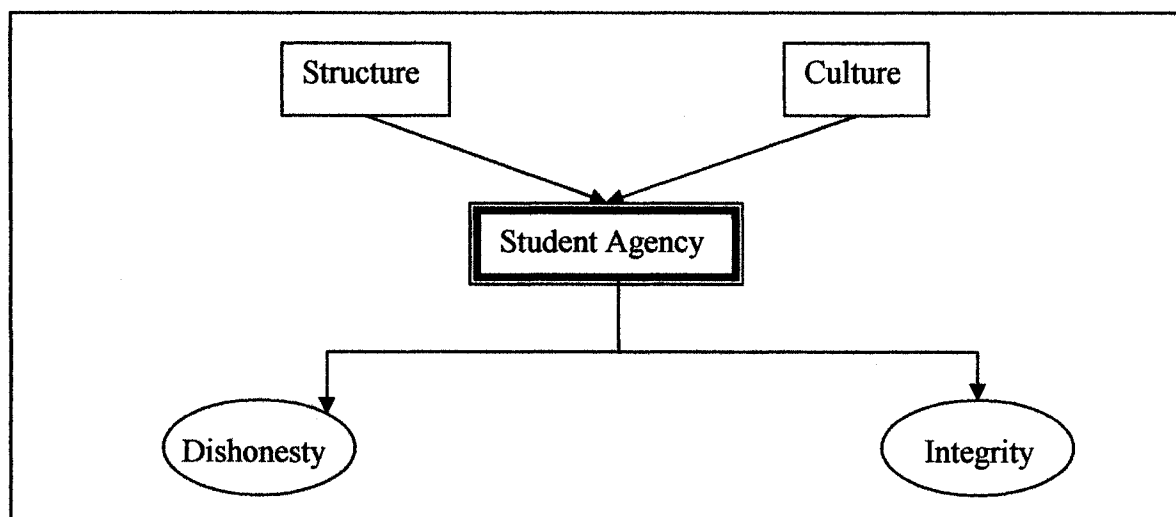 Structure
Culture
Student Agency
Dishonesty
Integrity